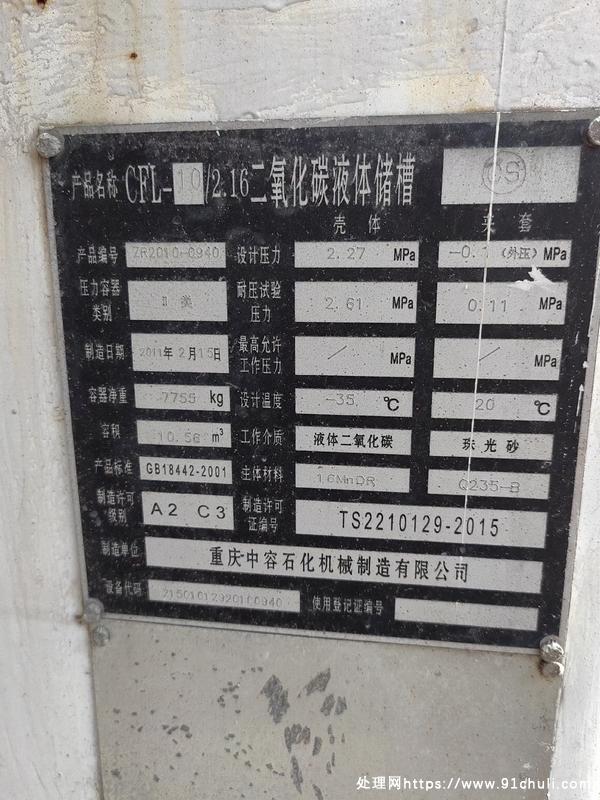 产品名称 CFL-10/2.16二氧化碳液体储槽 CS
壳体 夹套
产品编号 ZR2010-0940 设计压力 2.27 MPa -0.1(外压) MPa
压力容器类别 Ⅱ类 耐压试验压力 2.61 MPa 0.11 MPa
制造日期 2011年2月15日 最高允许工作压力 / MPa / MPa
容器净重 7755 kg 设计温度 -35 ℃ 20 ℃
容积 10.56 m³ 工作介质 液体二氧化碳 珠光砂
产品标准 GB18442-2001 主体材料 16MnDR Q235-B
制造许可级别 A2 C3 制造许可证编号 TS2210129-2015
制造单位 重庆中容石化机械制造有限公司
设备代码 使用登记证编号
处理网https://www.91chuli.com/